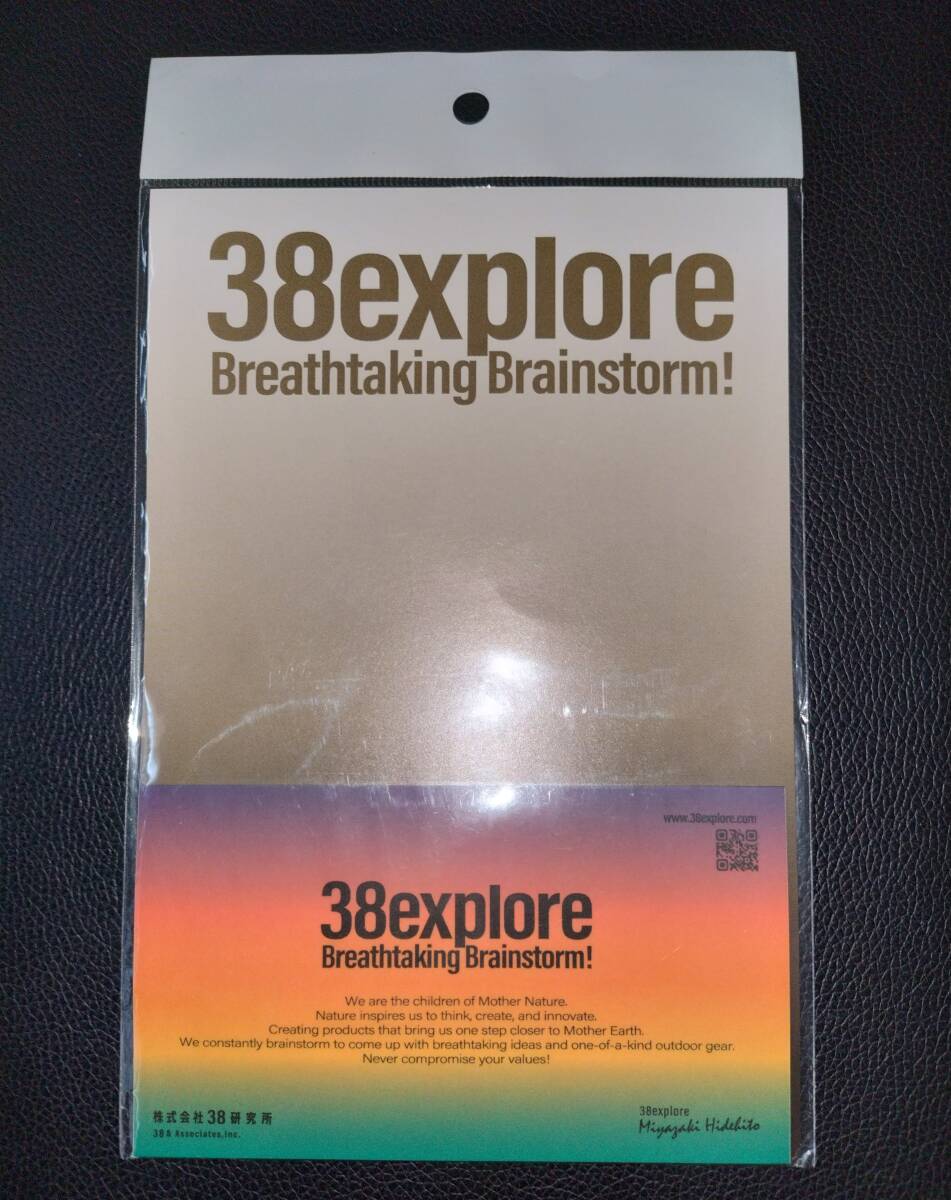 38explore
Breathtaking Brainstorm!
www.38explore.com
38explore
Breathtaking Brainstorm!
We are the children of Mother Nature.
Nature inspires us to think, create, and innovate.
Creating products that bring us one step closer to Mother Earth.
We constantly brainstorm to come up with breathtaking ideas and one-of-a-kind outdoor gear.
Never compromise your values!
株式会社38研究所
38& Associates,Inc.
38explore
Miyazaki Hidehito